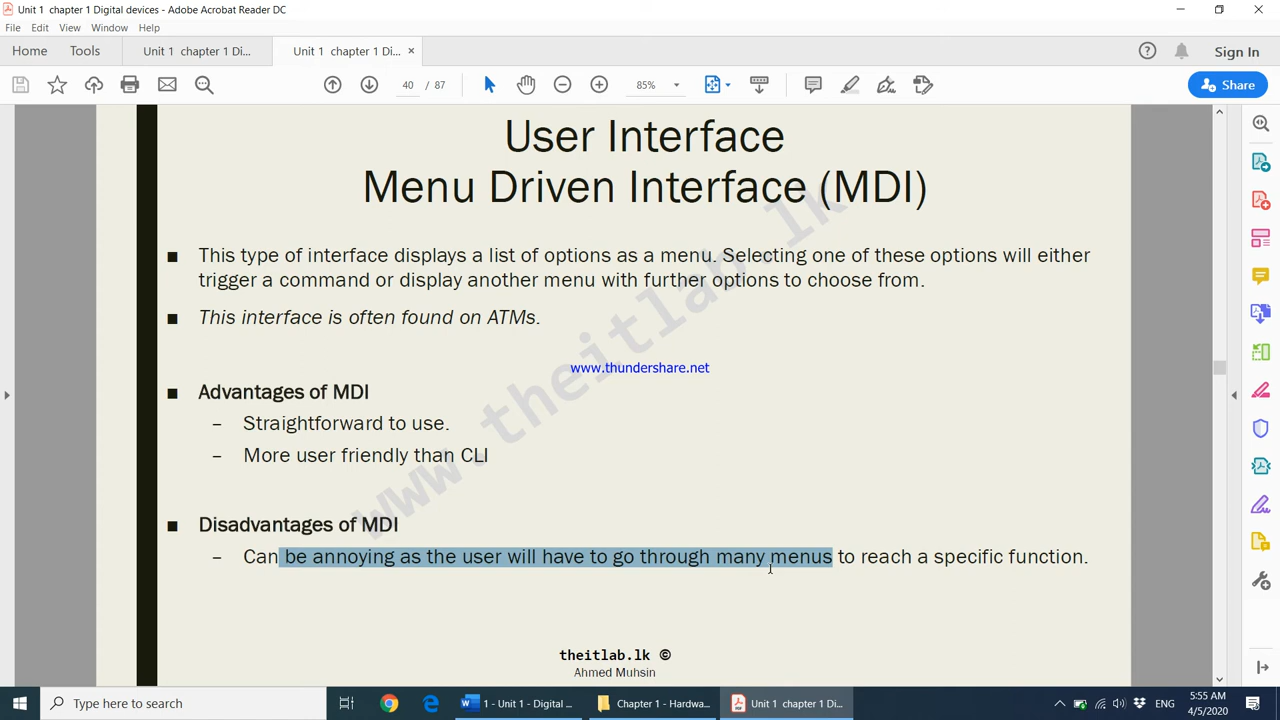 Unit 1  chapter 1 Digital devices - Adobe Acrobat Reader DC
File Edit View Window Help
Home Tools Unit 1  chapter 1 Di... Unit 1  chapter 1 Di... × Sign In
40 / 87 85% Share
User Interface
Menu Driven Interface (MDI)
■ This type of interface displays a list of options as a menu. Selecting one of these options will either
trigger a command or display another menu with further options to choose from.
■ This interface is often found on ATMs.
www.thundershare.net
■ Advantages of MDI
– Straightforward to use.
– More user friendly than CLI
■ Disadvantages of MDI
– Can be annoying as the user will have to go through many menus to reach a specific function.
www.theitlab.lk
theitlab.lk ©
Ahmed Muhsin
Type here to search
1 - Unit 1 - Digital ... Chapter 1 - Hardwa... Unit 1  chapter 1 Di...
ENG
5:55 AM
4/5/2020